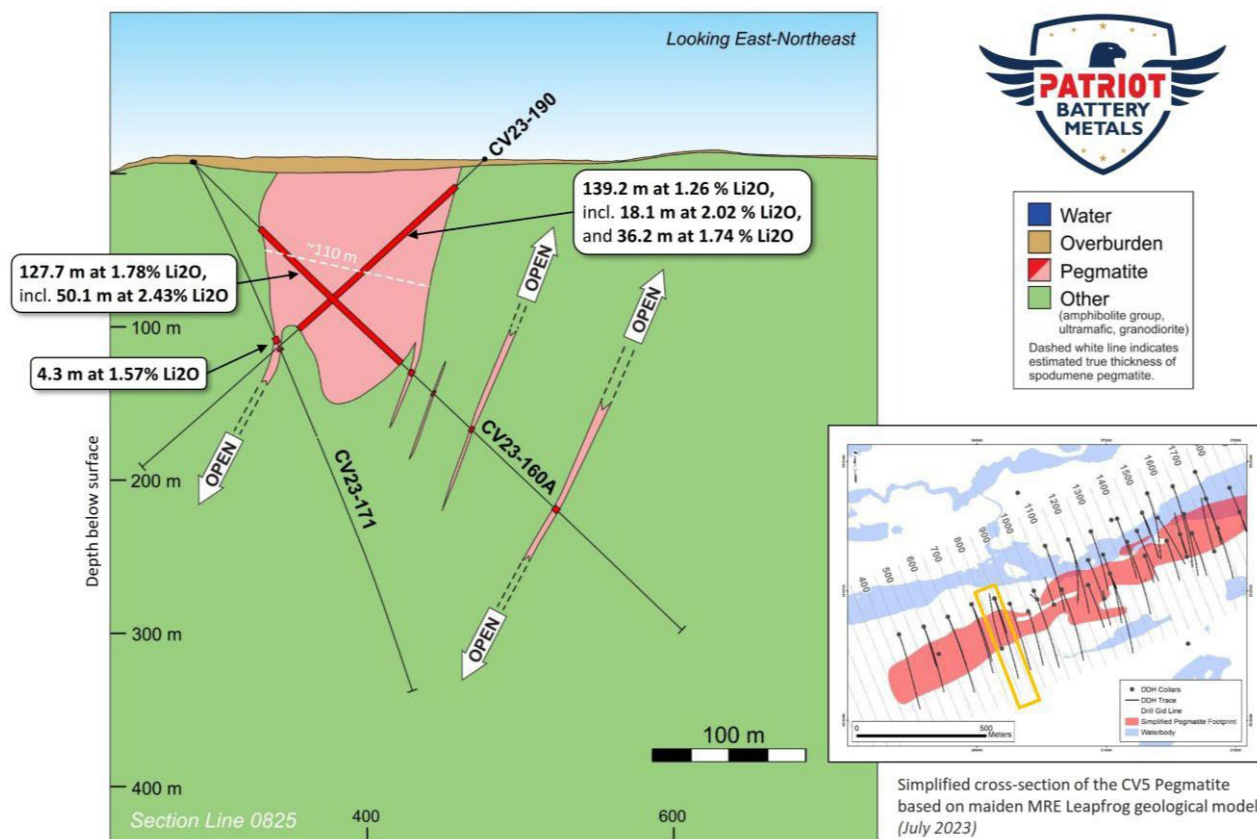 Looking East-Northeast
PATRIOT
BATTERY
METALS
CV23-190
139.2 m at 1.26 % Li2O,
incl. 18.1 m at 2.02 % Li2O,
and 36.2 m at 1.74 % Li2O
127.7 m at 1.78% Li2O,
incl. 50.1 m at 2.43% Li2O
4.3 m at 1.57% Li2O
~110 m
OPEN
OPEN
OPEN
OPEN
CV23-171
CV23-160A
Depth below surface
100 m
200 m
300 m
400 m
100 m
Section Line 0825
400
600
Water
Overburden
Pegmatite
Other
(amphibolite group,
ultramafic, granodiorite)
Dashed white line indicates
estimated true thickness of
spodumene pegmatite.
400
500
600
700
800
900
1000
1100
1200
1300
1400
1500
1600
1700
0
500
Meters
DDH Collars
DDH Trace
Drill Gid Line
Simplified Pegmatite Footprint
Waterbody
Simplified cross-section of the CV5 Pegmatite
based on maiden MRE Leapfrog geological model
(July 2023)